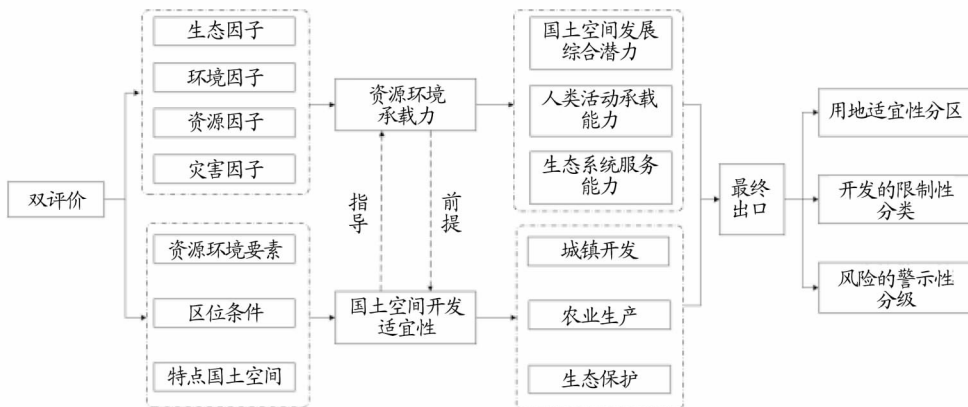 双评价
生态因子
环境因子
资源因子
灾害因子
资源环境要素
区位条件
特点国土空间
资源环境
承载力
指导
前提
国土空间开发
适宜性
国土空间发展
综合潜力
人类活动承载
能力
生态系统服务
能力
城镇开发
农业生产
生态保护
最终
出口
用地适宜性分区
开发的限制性
分类
风险的警示性
分级